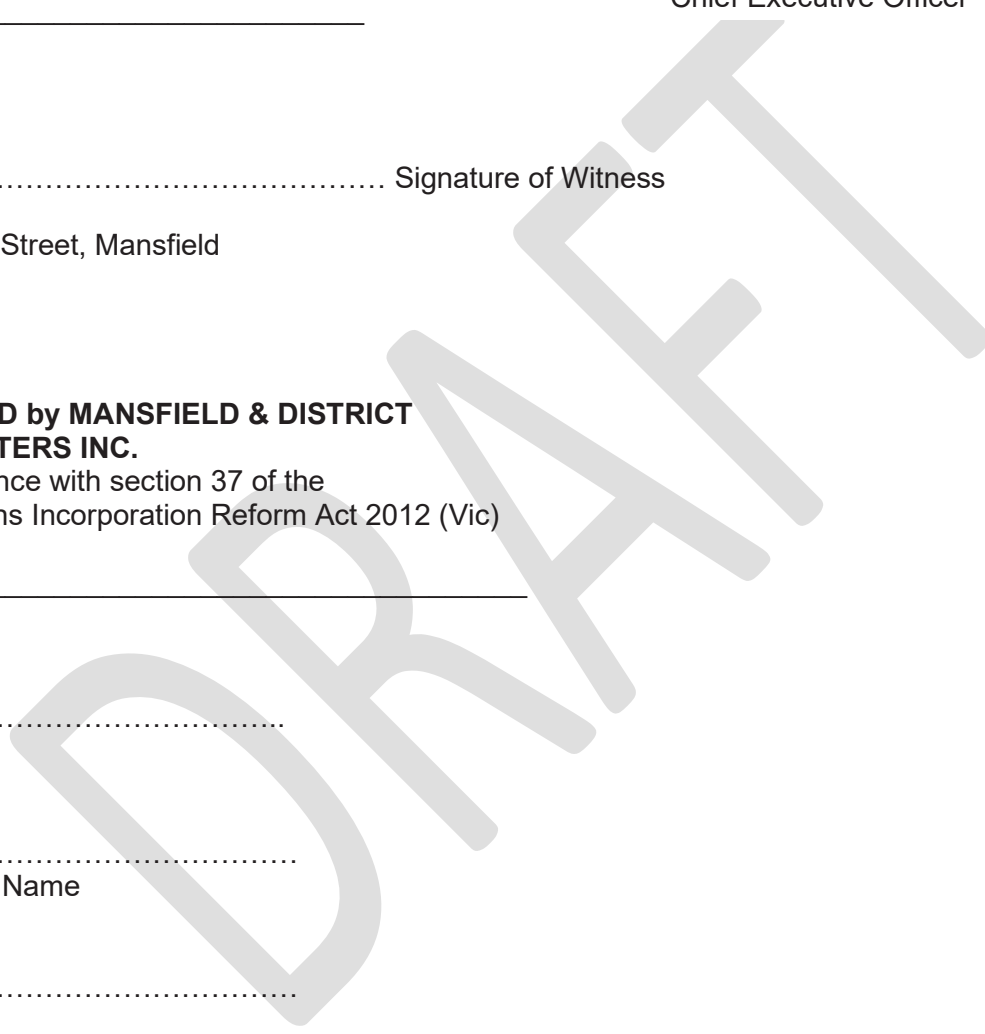 Chief Executive Officer
…………………………………… Signature of Witness
Street, Mansfield
D by MANSFIELD & DISTRICT
TERS INC.
nce with section 37 of the
ns Incorporation Reform Act 2012 (Vic)
…………………………..
……………………………
Name
……………………………
DRAFT